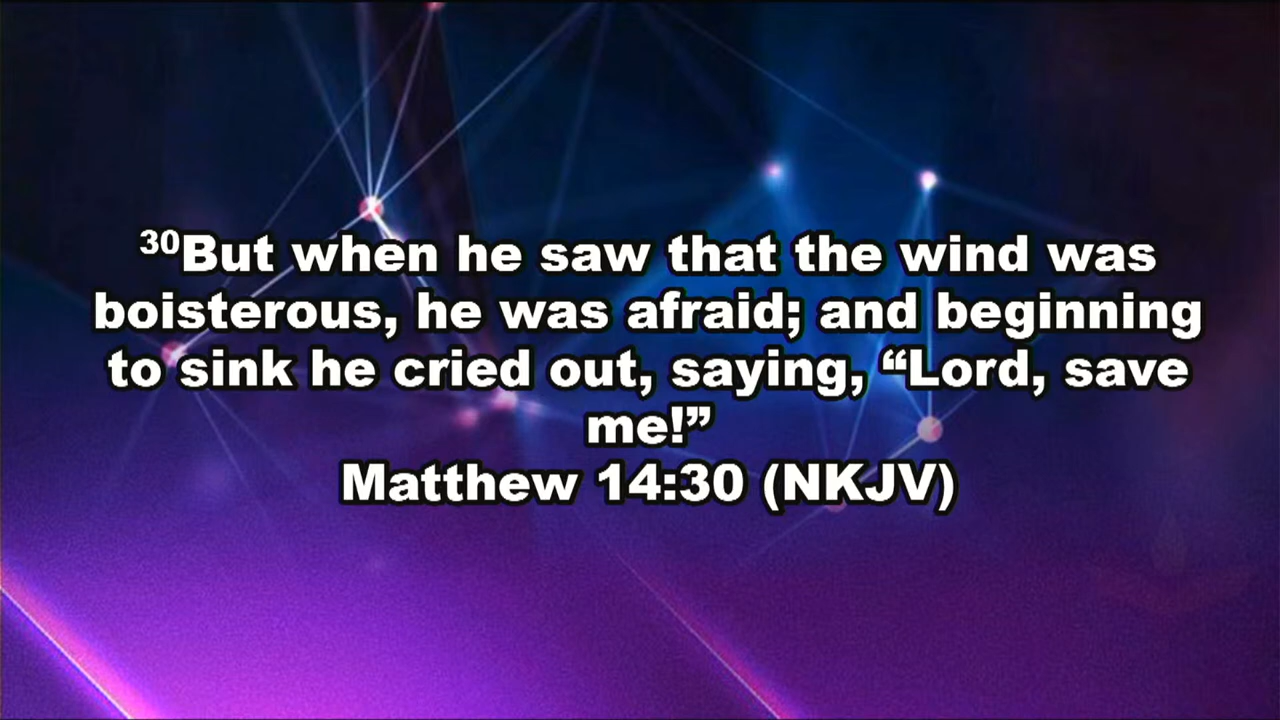 ³⁰But when he saw that the wind was
boisterous, he was afraid; and beginning
to sink he cried out, saying, “Lord, save
me!”
Matthew 14:30 (NKJV)